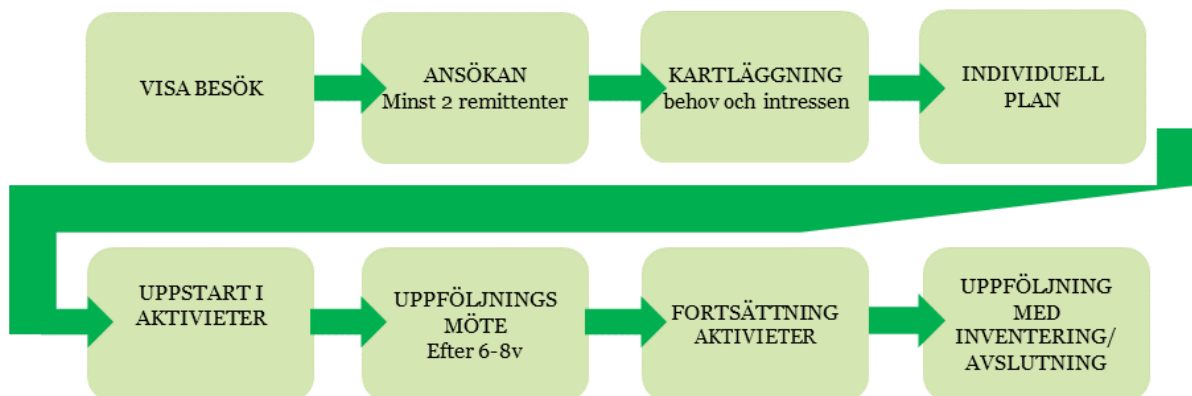 VISA BESÖK
ANSÖKAN
Minst 2 remittenter
KARTLÄGGNING
behov och intressen
INDIVIDUELL
PLAN
UPPSTART I
AKTIVIETER
UPPFÖLJNINGS
MÖTE
Efter 6-8v
FORTSÄTTNING
AKTIVIETER
UPPFÖLJNING
MED
INVENTERING/
AVSLUTNING